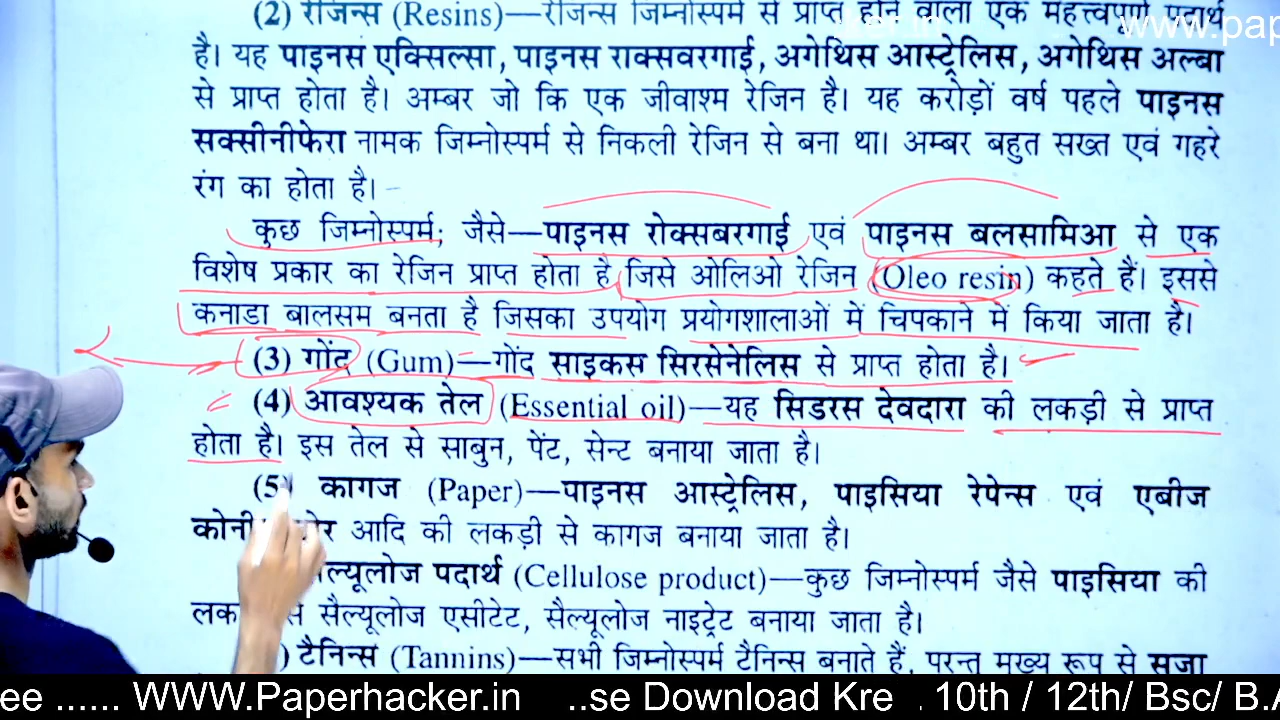 (2) रेजिन्स (Resins)—रेजिन्स जिम्नोस्पर्म से प्राप्त होने वाला एक महत्त्वपूर्ण पदार्थ
है। यह पाइनस एक्सिल्सा, पाइनस राक्सवरगाई, अगेथिस आस्ट्रेलिस, अगेथिस अल्बा
से प्राप्त होता है। अम्बर जो कि एक जीवाश्म रेजिन है। यह करोड़ों वर्ष पहले पाइनस
सक्सीनीफेरा नामक जिम्नोस्पर्म से निकली रेजिन से बना था। अम्बर बहुत सख्त एवं गहरे
रंग का होता है।
कुछ जिम्नोस्पर्म; जैसे—पाइनस रोक्सबरगाई एवं पाइनस बलसामिआ से एक
विशेष प्रकार का रेजिन प्राप्त होता है, जिसे ओलिओ रेजिन (Oleo resin) कहते हैं। इससे
कनाडा बालसम बनता है जिसका उपयोग प्रयोगशालाओं में चिपकाने में किया जाता है।
(3) गोंद (Gum)—गोंद साइकस सिरसेनेलिस से प्राप्त होता है।
(4) आवश्यक तेल (Essential oil)—यह सिडरस देवदारा की लकड़ी से प्राप्त
होता है। इस तेल से साबुन, पेंट, सेन्ट बनाया जाता है।
(5) कागज (Paper)—पाइनस आस्ट्रेलिस, पाइसिया रेपेन्स एवं एबीज
आदि की लकड़ी से कागज बनाया जाता है।
पदार्थ (Cellulose product)—कुछ जिम्नोस्पर्म जैसे पाइसिया की
सैल्यूलोज एसीटेट, सैल्यूलोज नाइट्रेट बनाया जाता है।
) टैनिन्स (Tannins)—सभी जिम्नोस्पर्म टैनिन्स बनाते हैं, परन्तु मुख्य रूप से
ee ...... WWW.Paperhacker.in ..se Download Kre . 10th / 12th/ Bsc/ B.A